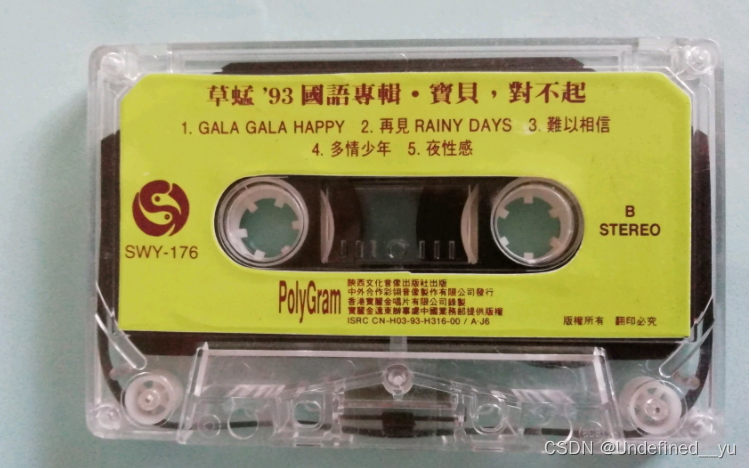 草蜢'93國語專輯·寶貝，對不起
1. GALA GALA HAPPY 2. 再見 RAINY DAYS 3. 難以相信
4. 多情少年 5. 夜性感
SWY-176
B
STEREO
PolyGram
陝西文化音像出版社出版
中外合作彩翎音像製作有限公司發行
香港寶麗金唱片有限公司錄製
寶麗金遠東辦事處中國業務部提供版權
ISRC CN-H03-93-H316-00 / A·J6
版權所有 翻印必究
CSDN @Undefined__yu